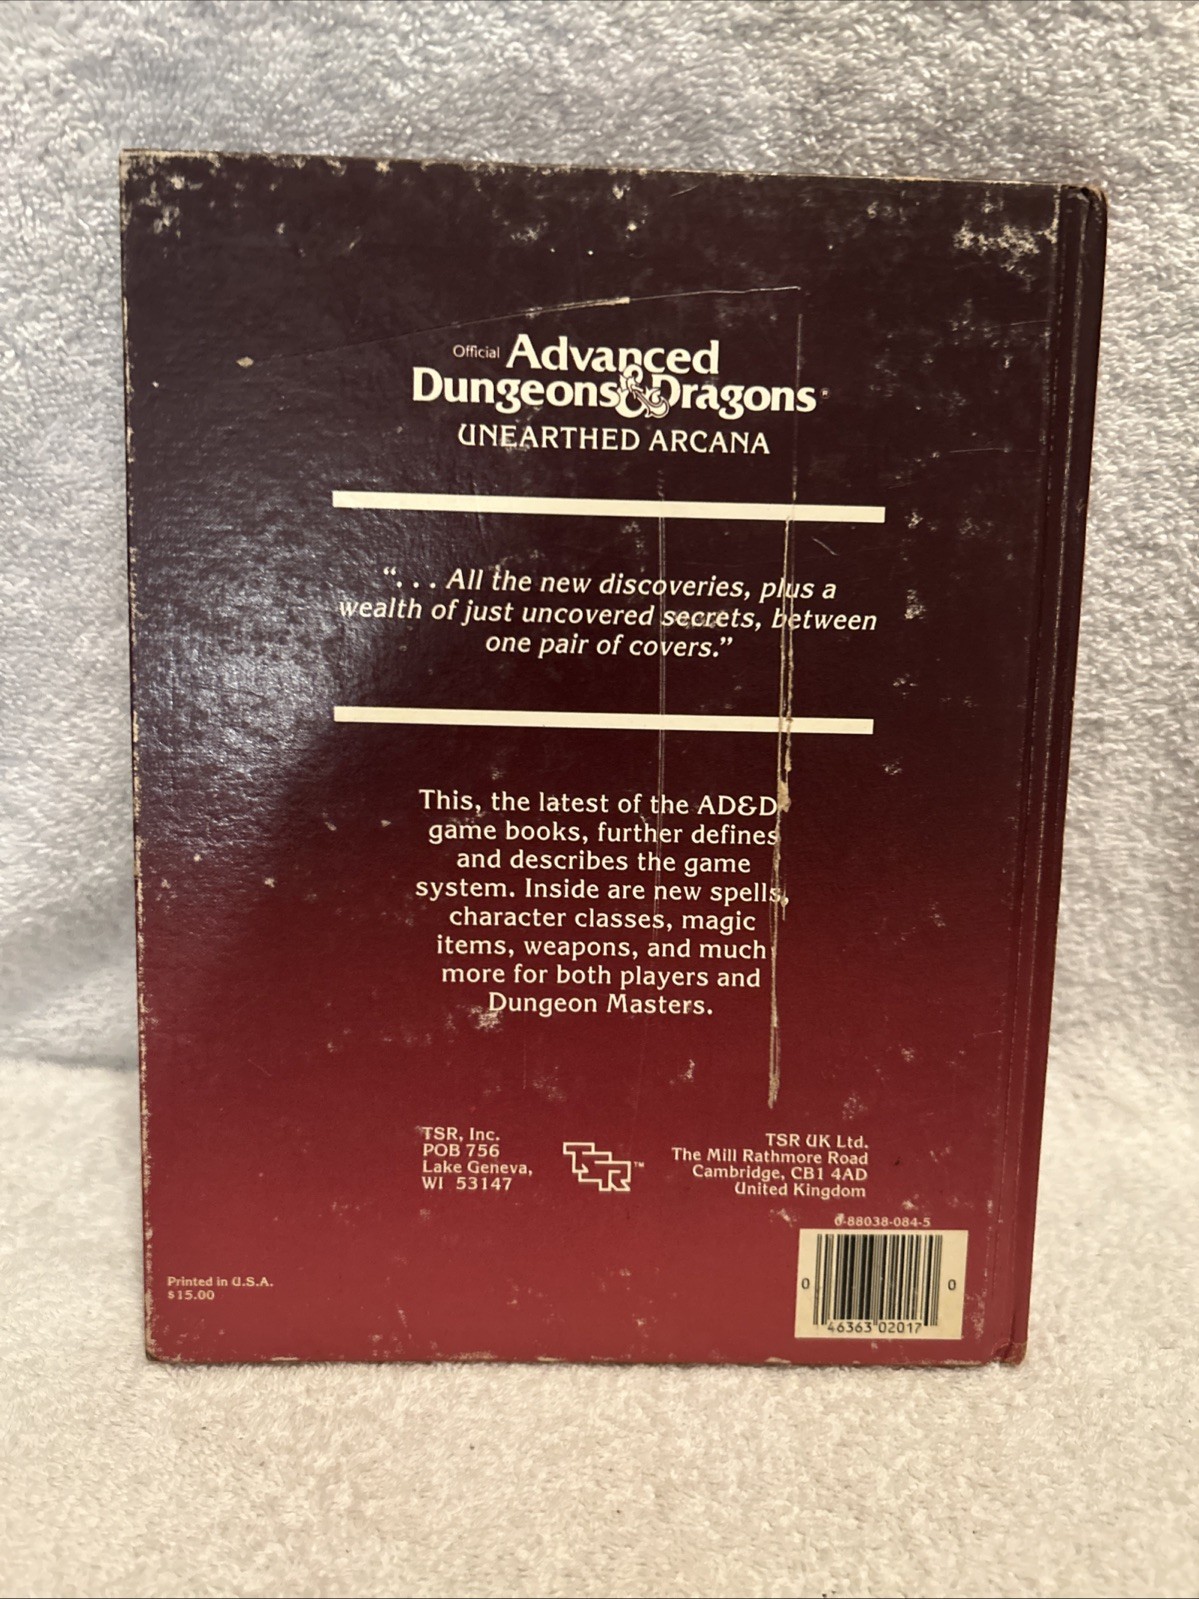 Official Advanced
Dungeons & Dragons®
UNEARTHED ARCANA
“. . . All the new discoveries, plus a
wealth of just uncovered secrets, between
one pair of covers.”
This, the latest of the AD&D
game books, further defines
and describes the game
system. Inside are new spells,
character classes, magic
items, weapons, and much
more for both players and
Dungeon Masters.
TSR, Inc.
POB 756
Lake Geneva,
WI 53147
TSR™
TSR UK Ltd.
The Mill Rathmore Road
Cambridge, CB1 4AD
United Kingdom
0-88038-084-5
0 46363 02017 0
Printed in U.S.A.
$15.00